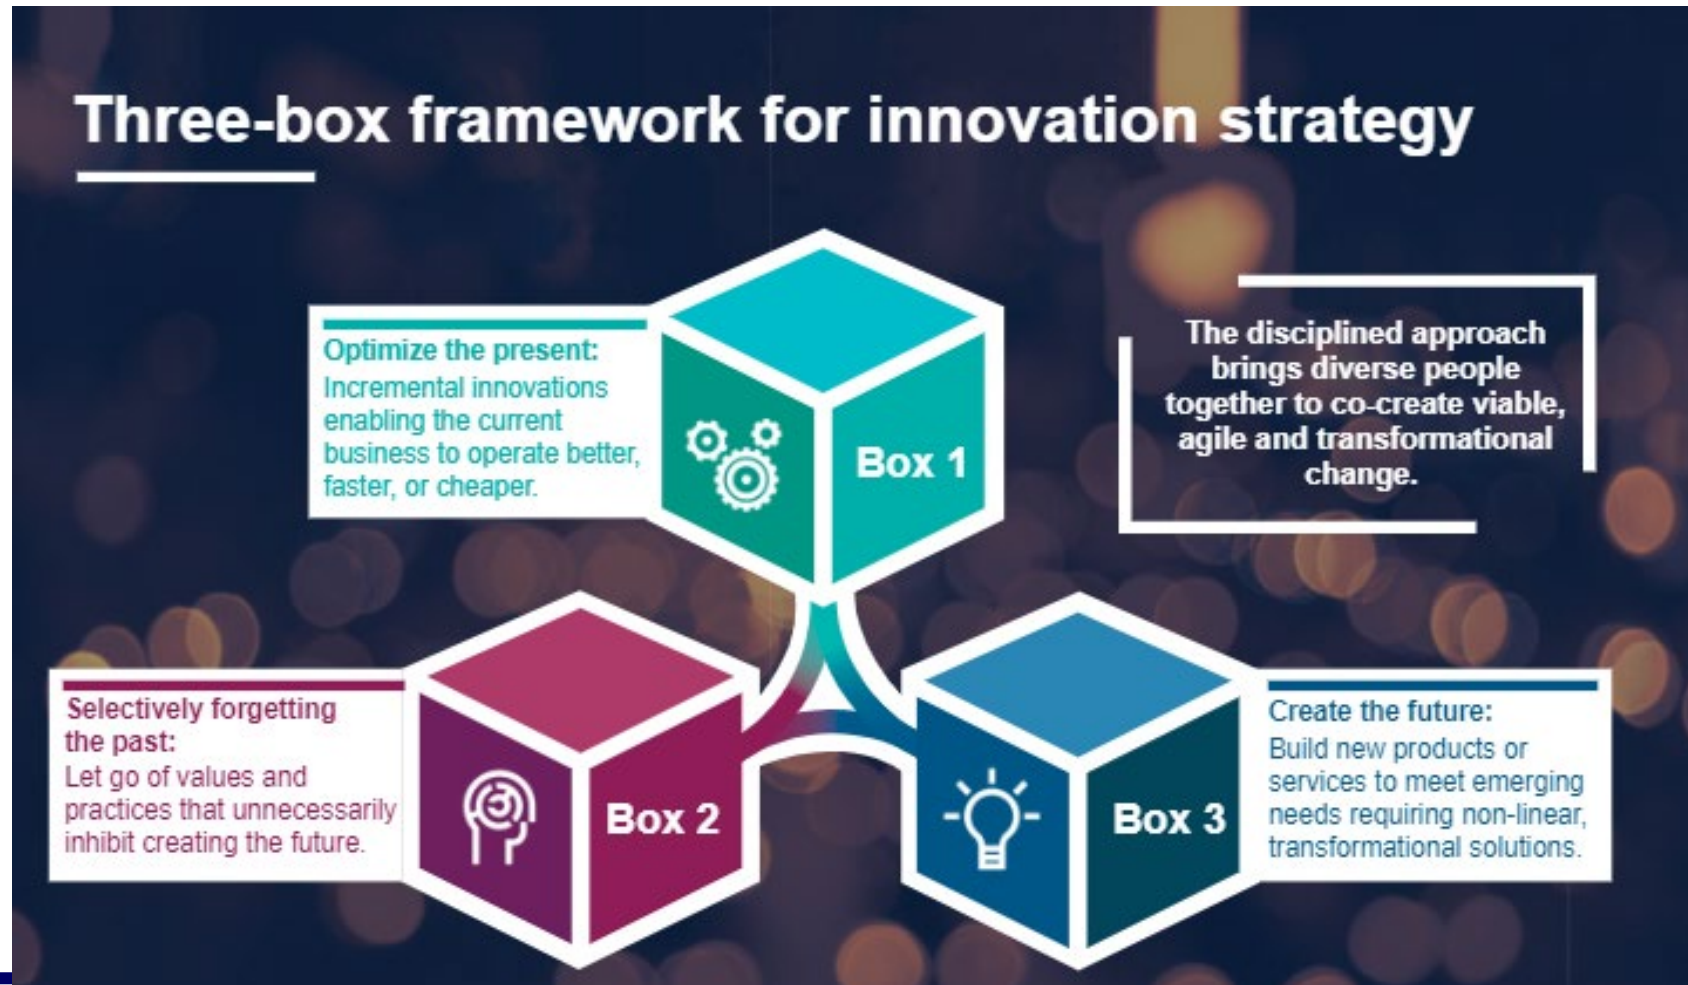 Three-box framework for innovation strategy
Optimize the present:
Incremental innovations
enabling the current
business to operate better,
faster, or cheaper.
Box 1
The disciplined approach
brings diverse people
together to co-create viable,
agile and transformational
change.
Selectively forgetting
the past:
Let go of values and
practices that unnecessarily
inhibit creating the future.
Box 2
Box 3
Create the future:
Build new products or
services to meet emerging
needs requiring non-linear,
transformational solutions.